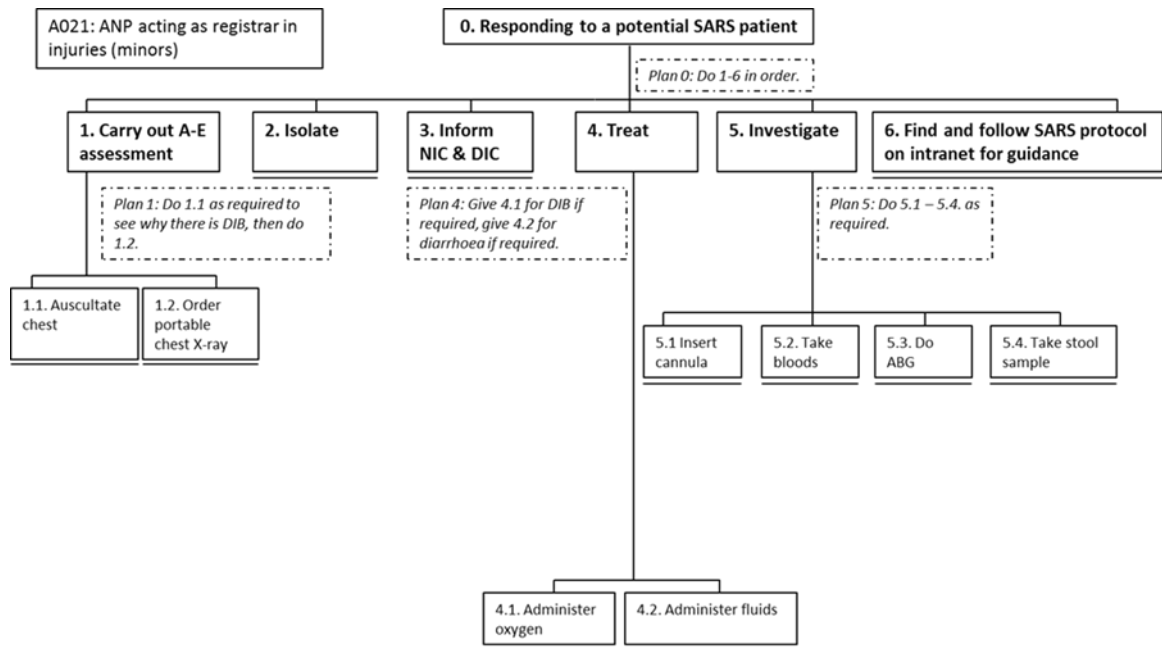 A021: ANP acting as registrar in
injuries (minors)
0. Responding to a potential SARS patient
Plan 0: Do 1-6 in order.
1. Carry out A-E
assessment
2. Isolate
3. Inform
NIC & DIC
4. Treat
5. Investigate
6. Find and follow SARS protocol
on intranet for guidance
Plan 1: Do 1.1 as required to
see why there is DIB, then do
1.2.
Plan 4: Give 4.1 for DIB if
required, give 4.2 for
diarrhoea if required.
Plan 5: Do 5.1 – 5.4. as
required.
1.1. Auscultate
chest
1.2. Order
portable
chest X-ray
5.1 Insert
cannula
5.2. Take
bloods
5.3. Do
ABG
5.4. Take stool
sample
4.1. Administer
oxygen
4.2. Administer fluids